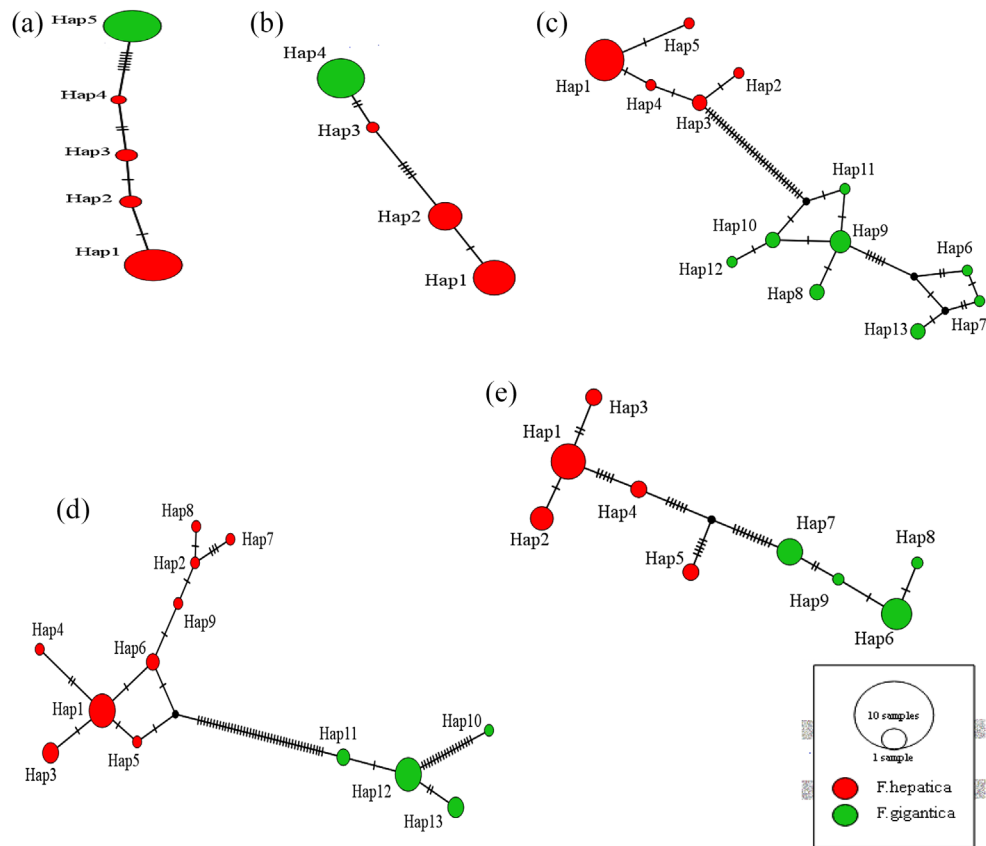 (a)
Hap5
Hap4
Hap3
Hap2
Hap1
(b)
Hap4
Hap3
Hap2
Hap1
(c)
Hap5
Hap1
Hap2
Hap4
Hap3
Hap11
Hap10
Hap9
Hap6
Hap12
Hap8
Hap7
Hap13
(d)
Hap8
Hap7
Hap2
Hap9
Hap4
Hap6
Hap1
Hap5
Hap3
Hap11
Hap10
Hap12
Hap13
(e)
Hap3
Hap1
Hap4
Hap2
Hap5
Hap7
Hap8
Hap9
Hap6
10 samples
1 sample
F.hepatica
F.gigantica